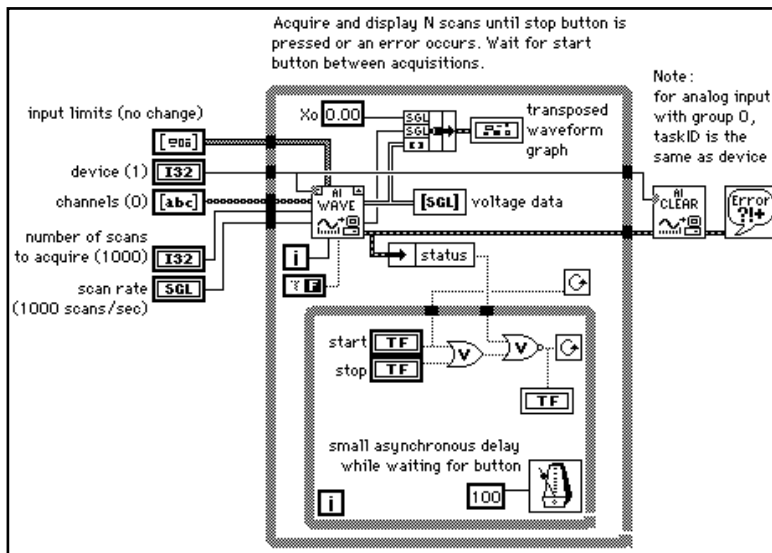 Acquire and display N scans until stop button is
pressed or an error occurs. Wait for start
button between acquisitions.
Note:
for analog input
with group 0,
taskID is the
same as device
input limits (no change)
device (1)
I32
channels (0)
[abc]
number of scans
to acquire (1000)
I32
scan rate
(1000 scans/sec)
SGL
Xo
0.00
SGL
SGL
transposed
waveform
graph
AI
WAVE
[SGL]
voltage data
AI
CLEAR
Error
?!+
i
status
F
start
TF
stop
TF
V
V
TF
small asynchronous delay
while waiting for button
100
i